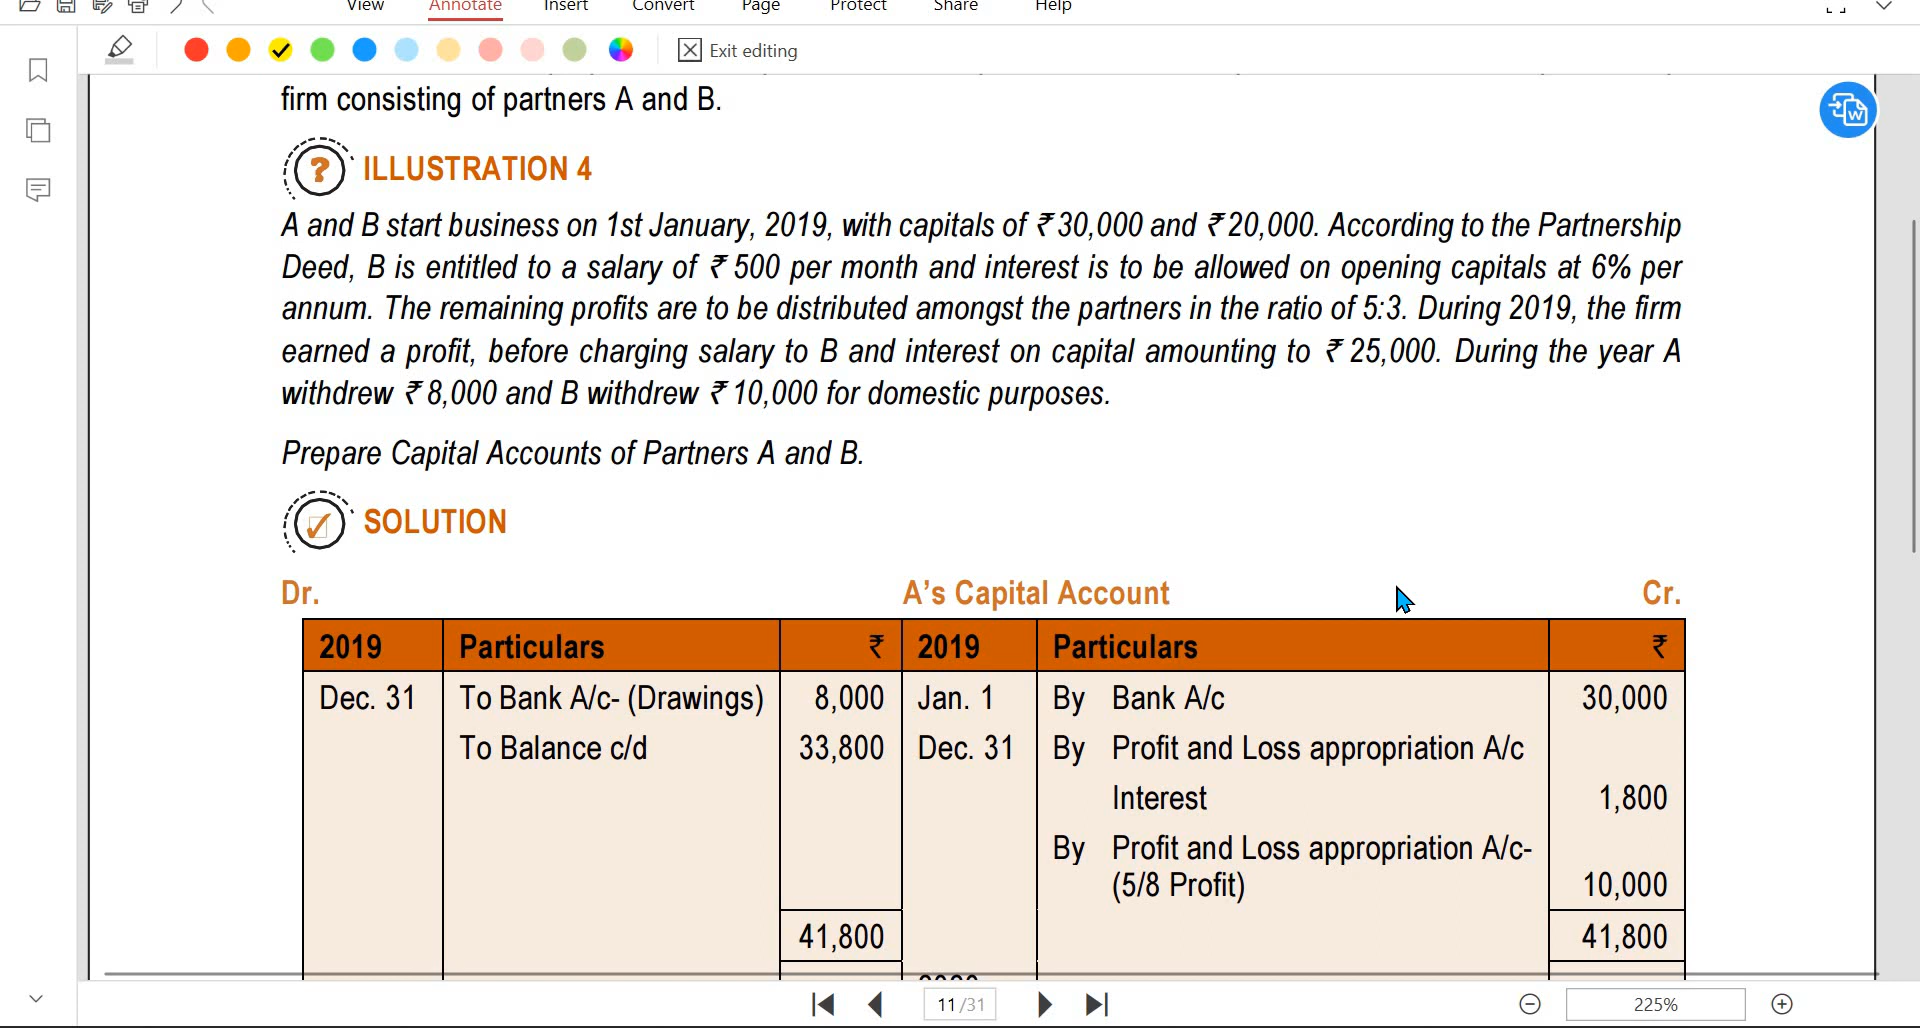 View Annotate Insert Convert Page Protect Share Help
Exit editing
firm consisting of partners A and B.
? ILLUSTRATION 4
A and B start business on 1st January, 2019, with capitals of ₹ 30,000 and ₹ 20,000. According to the Partnership
Deed, B is entitled to a salary of ₹ 500 per month and interest is to be allowed on opening capitals at 6% per
annum. The remaining profits are to be distributed amongst the partners in the ratio of 5:3. During 2019, the firm
earned a profit, before charging salary to B and interest on capital amounting to ₹ 25,000. During the year A
withdrew ₹ 8,000 and B withdrew ₹ 10,000 for domestic purposes.
Prepare Capital Accounts of Partners A and B.
SOLUTION
Dr. A's Capital Account Cr.
2019 Particulars ₹ 2019 Particulars ₹
Dec. 31 To Bank A/c- (Drawings) 8,000 Jan. 1 By Bank A/c 30,000
To Balance c/d 33,800 Dec. 31 By Profit and Loss appropriation A/c
Interest 1,800
By Profit and Loss appropriation A/c-
(5/8 Profit) 10,000
41,800 41,800
11 /31 225%